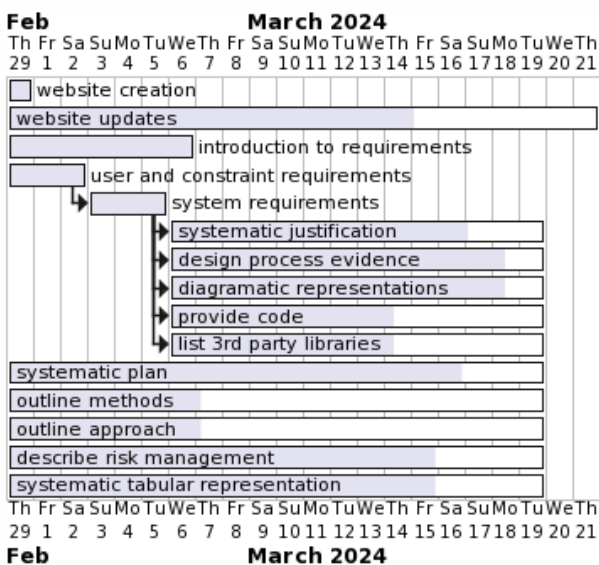 Feb March 2024
Th Fr Sa Su Mo Tu We Th Fr Sa Su Mo Tu We Th Fr Sa Su Mo Tu We Th
29 1 2 3 4 5 6 7 8 9 10 11 12 13 14 15 16 17 18 19 20 21
website creation
website updates
introduction to requirements
user and constraint requirements
system requirements
systematic justification
design process evidence
diagramatic representations
provide code
list 3rd party libraries
systematic plan
outline methods
outline approach
describe risk management
systematic tabular representation
Th Fr Sa Su Mo Tu We Th Fr Sa Su Mo Tu We Th Fr Sa Su Mo Tu We Th
29 1 2 3 4 5 6 7 8 9 10 11 12 13 14 15 16 17 18 19 20 21
Feb March 2024